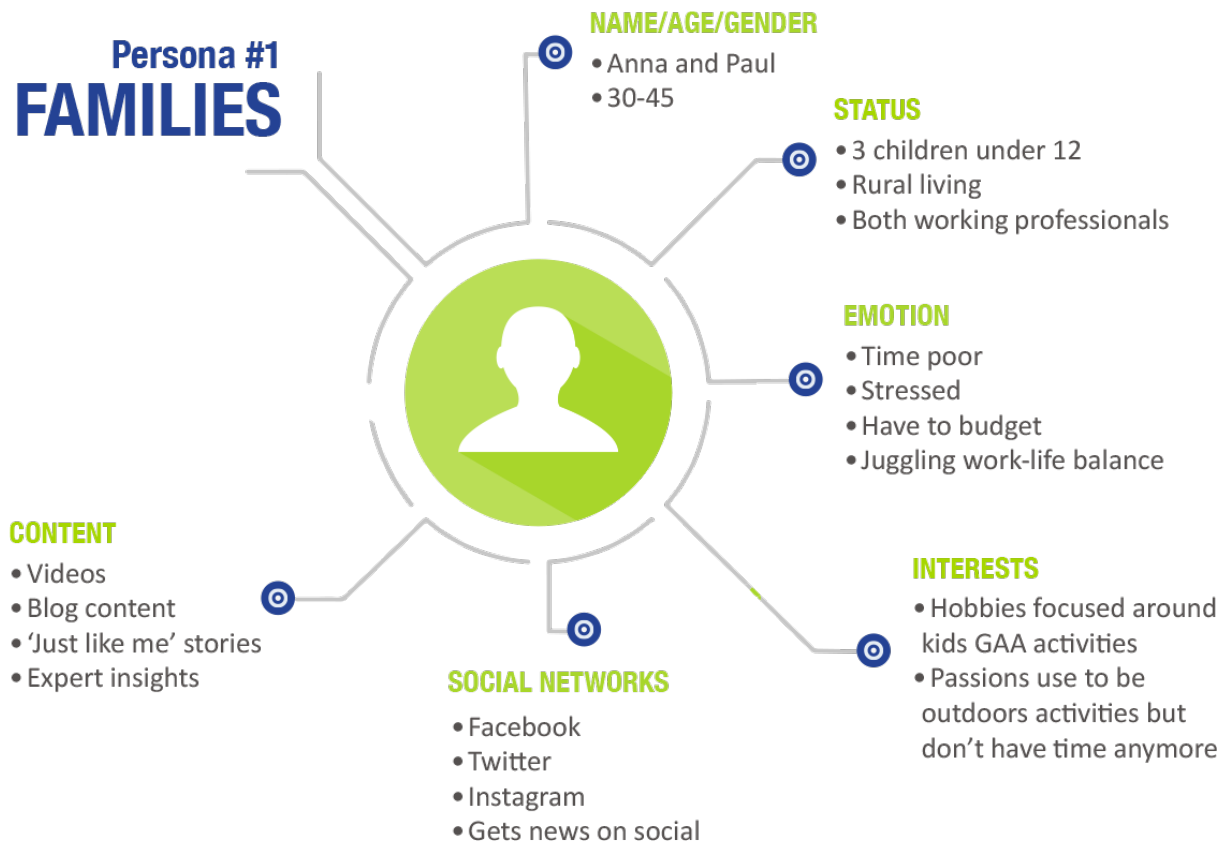 Persona #1
FAMILIES
NAME/AGE/GENDER
• Anna and Paul
• 30-45
STATUS
• 3 children under 12
• Rural living
• Both working professionals
EMOTION
• Time poor
• Stressed
• Have to budget
• Juggling work-life balance
INTERESTS
• Hobbies focused around
kids GAA activities
• Passions use to be
outdoors activities but
don’t have time anymore
SOCIAL NETWORKS
• Facebook
• Twitter
• Instagram
• Gets news on social
CONTENT
• Videos
• Blog content
• ‘Just like me’ stories
• Expert insights